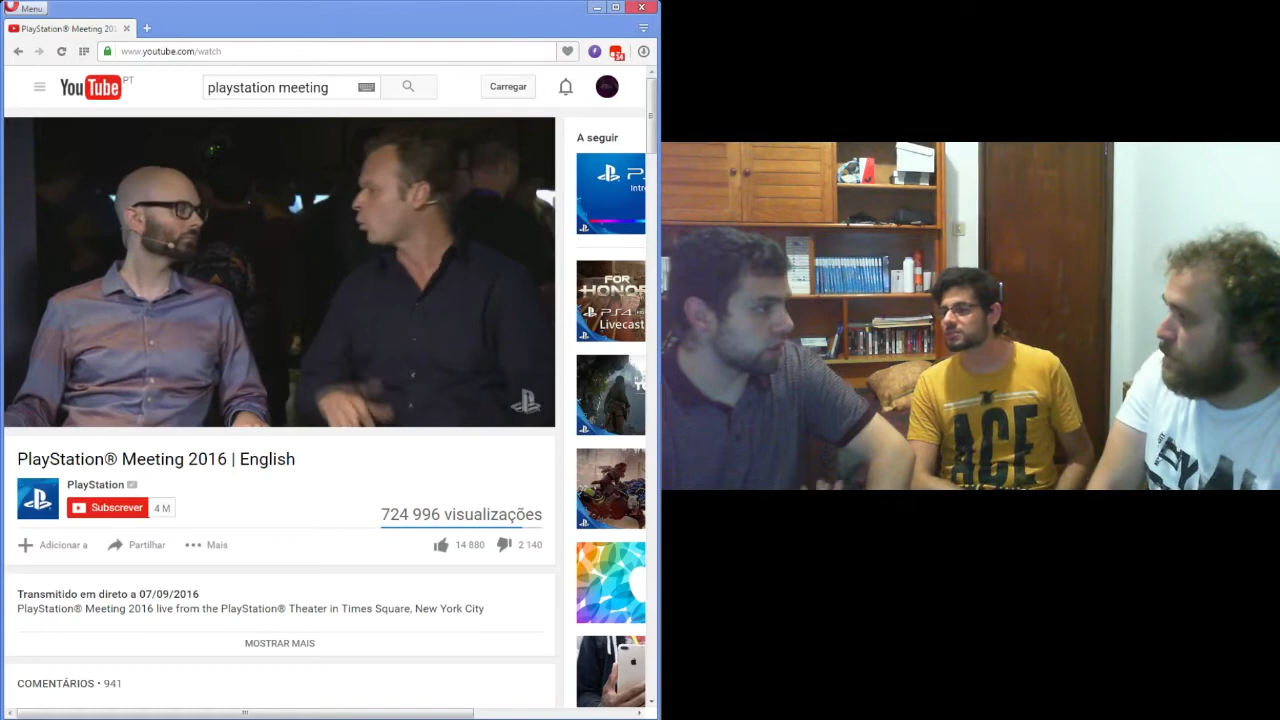 Menu
PlayStation® Meeting 201
www.youtube.com/watch
14
YouTube PT
playstation meeting
Carregar
A seguir
Intr
FOR
HONOR
PS4
Livecast
PlayStation® Meeting 2016 | English
PlayStation
Subscrever 4 M
724 996 visualizações
Adicionar a Partilhar Mais 14 880 2 140
Transmitido em direto a 07/09/2016
PlayStation® Meeting 2016 live from the PlayStation® Theater in Times Square, New York City
MOSTRAR MAIS
COMENTÁRIOS • 941
ACE